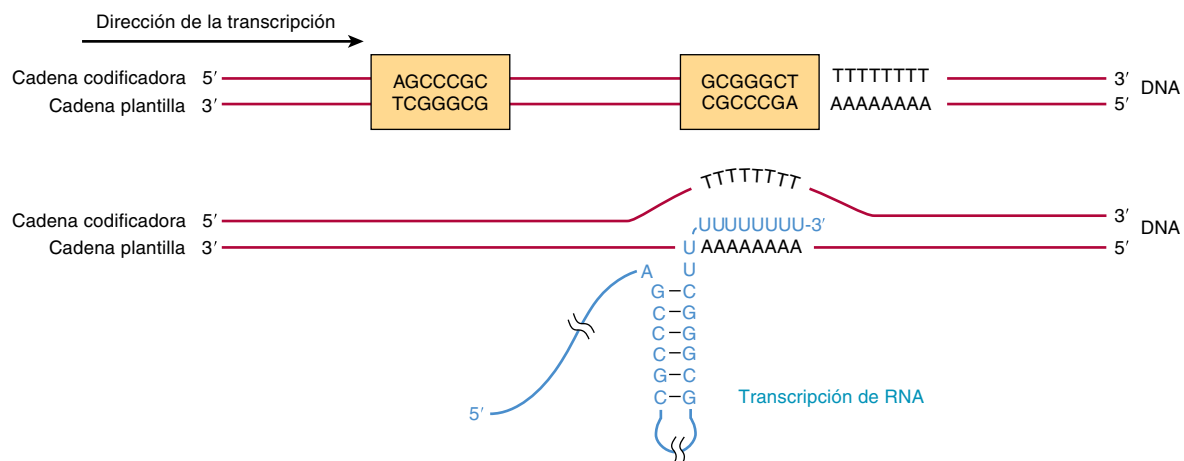 Dirección de la transcripción
Cadena codificadora 5′ AGCCCGC GCGGGCT TTTTTTTT 3′
DNA
Cadena plantilla 3′ TCGGGCG CGCCCGA AAAAAAAA 5′
TTTTTTTT
Cadena codificadora 5′ 3′
UUUUUUUU-3′
DNA
Cadena plantilla 3′ U AAAAAAAA 5′
A U
G–C
C–G
C–G
C–G
G–C
C–G
Transcripción de RNA
5′